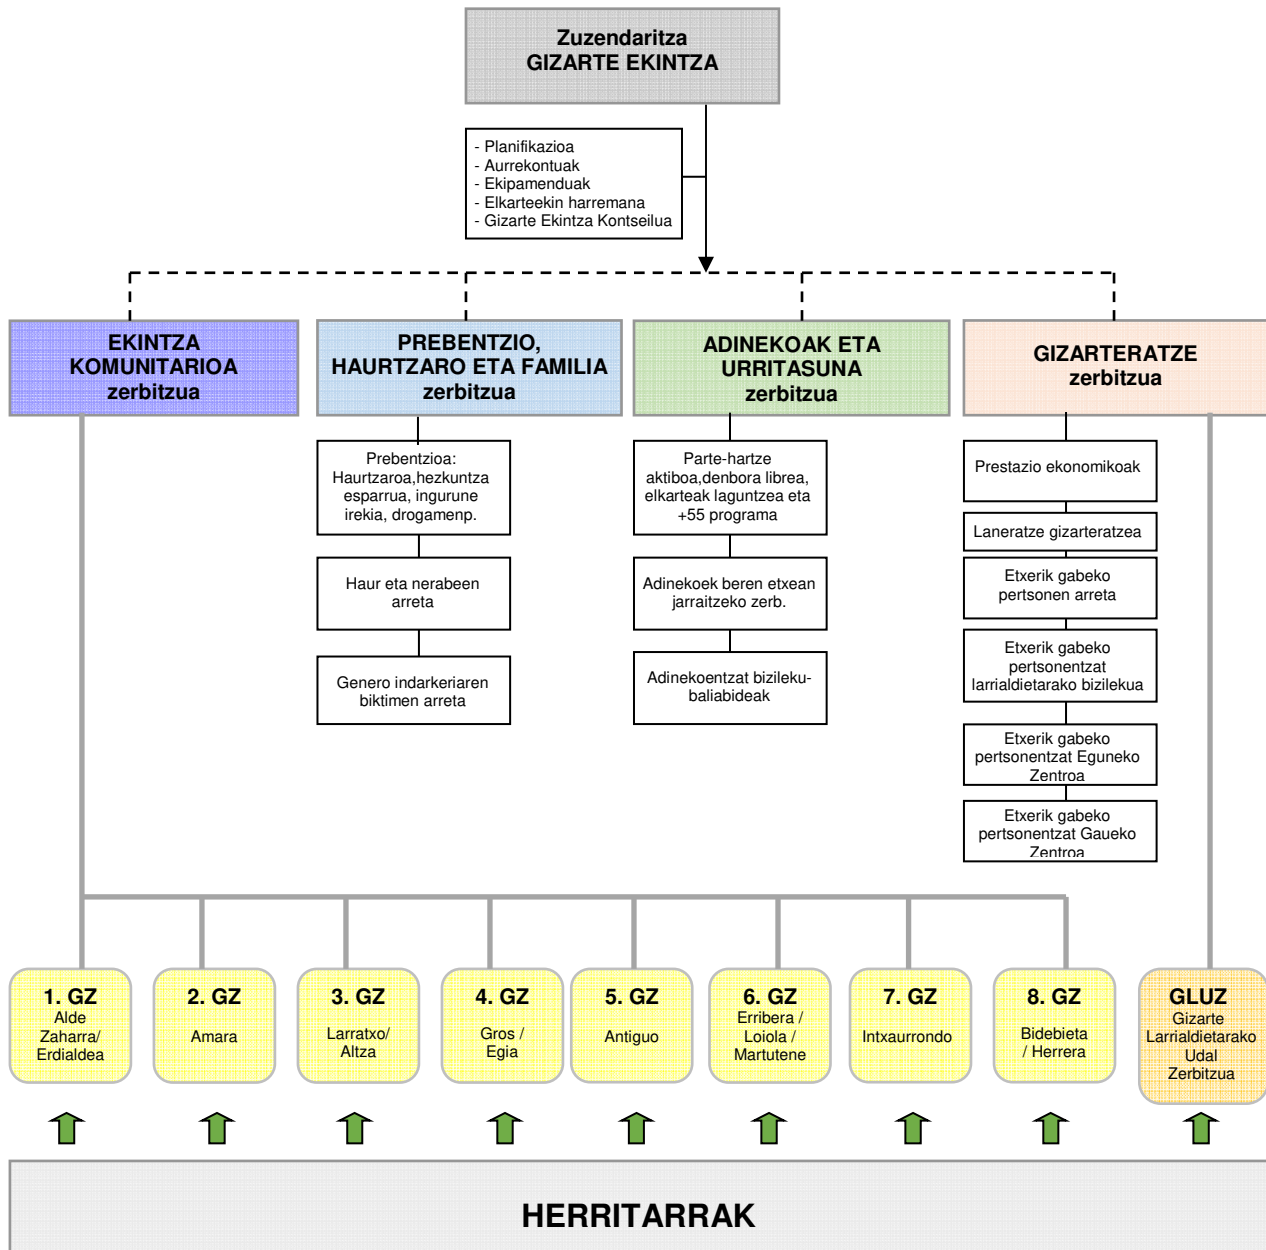 Zuzendaritza
GIZARTE EKINTZA
- Planifikazioa
- Aurrekontuak
- Ekipamenduak
- Elkarteekin harremana
- Gizarte Ekintza Kontseilua
EKINTZA
KOMUNITARIOA
zerbitzua
PREBENTZIO,
HAURTZARO ETA FAMILIA
zerbitzua
ADINEKOAK ETA
URRITASUNA
zerbitzua
GIZARTERATZE
zerbitzua
Prebentzioa:
Haurtzaroa,hezkuntza
esparrua, ingurune
irekia, drogamenp.
Haur eta nerabeen
arreta
Genero indarkeriaren
biktimen arreta
Parte-hartze
aktiboa,denbora librea,
elkarteak laguntzea eta
+55 programa
Adinekoek beren etxean
jarraitzeko zerb.
Adinekoentzat bizileku-
baliabideak
Prestazio ekonomikoak
Laneratze gizarteratzea
Etxerik gabeko
pertsonen arreta
Etxerik gabeko
pertsonentzat
larrialdietarako bizilekua
Etxerik gabeko
pertsonentzat Eguneko
Zentroa
Etxerik gabeko
pertsonentzat Gaueko
Zentroa
1. GZ
Alde
Zaharra/
Erdialdea
2. GZ
Amara
3. GZ
Larratxo/
Altza
4. GZ
Gros /
Egia
5. GZ
Antiguo
6. GZ
Erribera /
Loiola /
Martutene
7. GZ
Intxaurrondo
8. GZ
Bidebieta
/ Herrera
GLUZ
Gizarte
Larrialdietarako
Udal
Zerbitzua
HERRITARRAK